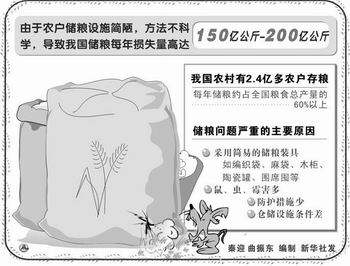 由于农户储粮设施简陋，方法不科
学，导致我国储粮每年损失量高达
150亿公斤-200亿公斤
我国农村有2.4亿多农户存粮
每年储粮约占全国粮食总产量的
60%以上
储粮问题严重的主要原因
采用简易的储粮装具
如编织袋、麻袋、木柜、
陶瓷罐、围席囤等
鼠、虫、霉害多
防护措施少
仓储设施条件差
秦迎 曲振东 编制 新华社发